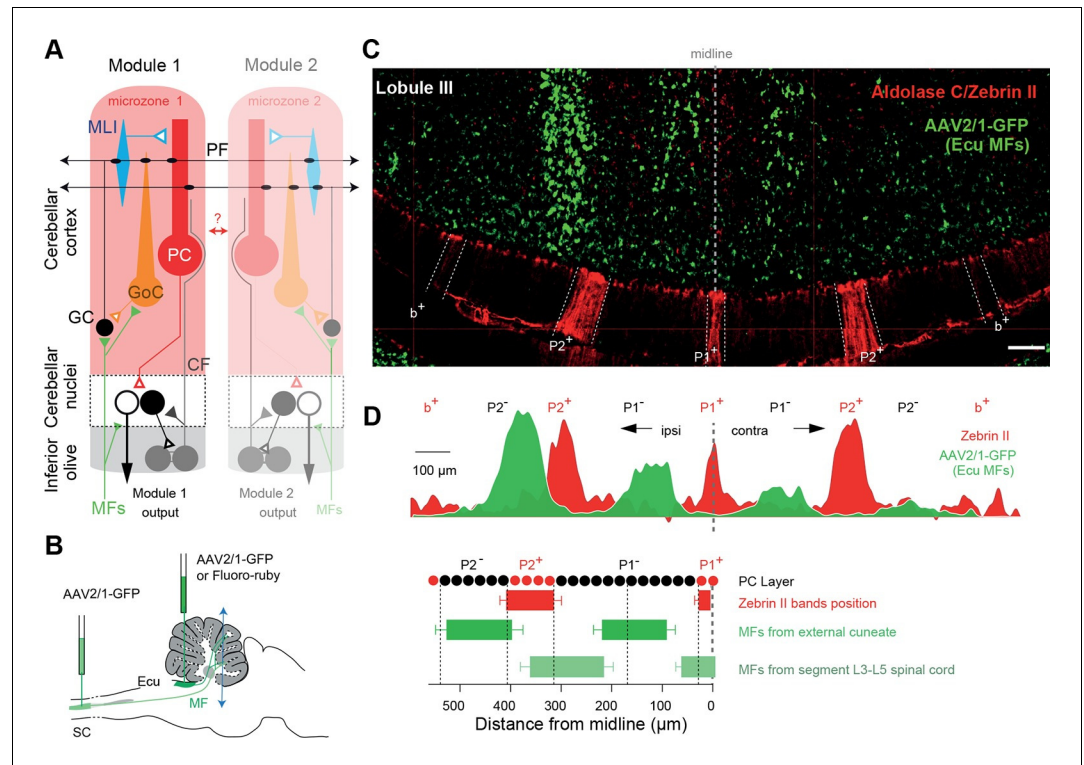 A
Module 1
Module 2
microzone 1
microzone 2
MLI
PF
?
PC
GoC
GC
CF
Cerebellar
cortex
Cerebellar
nuclei
Inferior
olive
MFs
Module 1
output
Module 2
output
MFs
B
AAV2/1-GFP
or Fluoro-ruby
AAV2/1-GFP
Ecu
MF
SC
C
midline
Lobule III
Aldolase C/Zebrin II
AAV2/1-GFP
(Ecu MFs)
b+
P2+
P1+
P2+
b+
D
b+ P2- P2+ P1- P1+ P1- P2+ P2- b+
ipsi contra
Zebrin II
AAV2/1-GFP
(Ecu MFs)
100 µm
P2- P2+ P1- P1+
PC Layer
Zebrin II bands position
MFs from external cuneate
MFs from segment L3-L5 spinal cord
500 400 300 200 100 0
Distance from midline (µm)